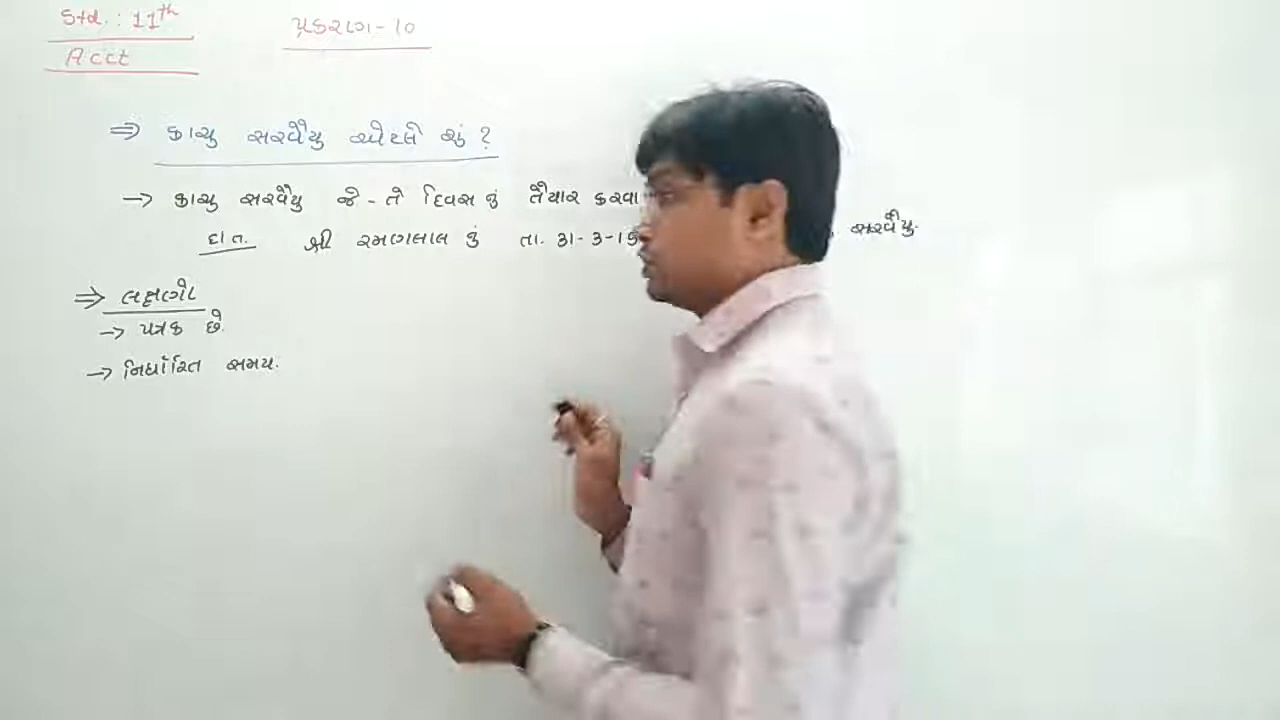 Std. : 11th
Acct
પ્રકરણ - 10
⇒ કાચુ સરવૈયુ એટલે શું ?
→ કાચુ સરવૈયુ જે - તે દિવસ નું તૈયાર કરવા
દા.ત. શ્રી રમણલાલ નું તા. 31-3-15 સરવૈયુ.
⇒ લક્ષણો
→ પત્રક છે.
→ નિર્ધારિત સમય.